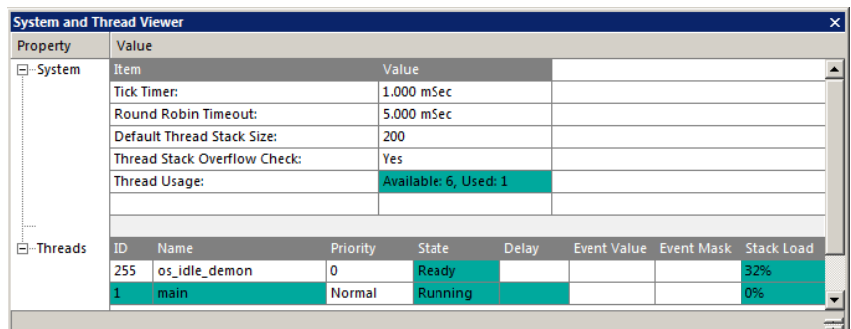 System and Thread Viewer
Property Value
System Item Value
Tick Timer: 1.000 mSec
Round Robin Timeout: 5.000 mSec
Default Thread Stack Size: 200
Thread Stack Overflow Check: Yes
Thread Usage: Available: 6, Used: 1
Threads ID Name Priority State Delay Event Value Event Mask Stack Load
255 os_idle_demon 0 Ready 32%
1 main Normal Running 0%